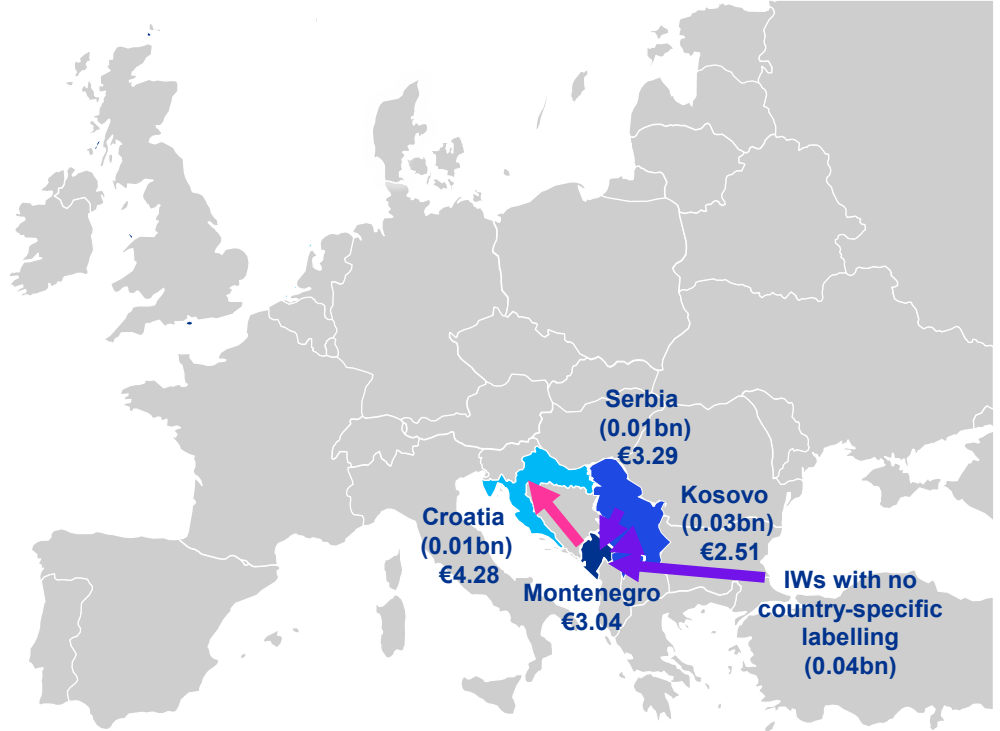 Serbia
(0.01bn)
€3.29
Kosovo
(0.03bn)
€2.51
Croatia
(0.01bn)
€4.28
Montenegro
€3.04
IWs with no
country-specific
labelling
(0.04bn)